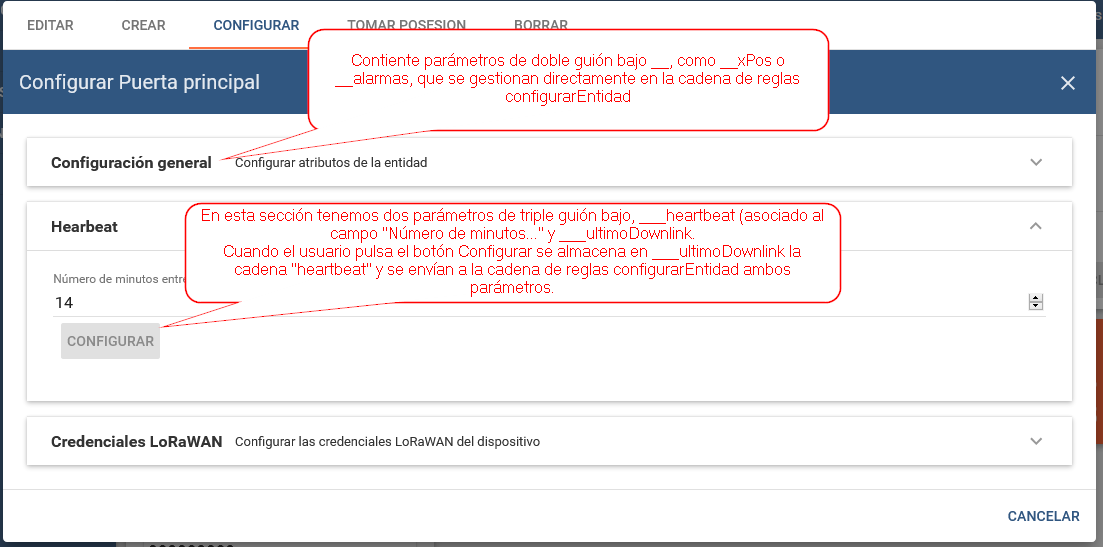 EDITAR CREAR CONFIGURAR TOMAR POSESION BORRAR
Contiente parámetros de doble guión bajo __, como __xPos o
__alarmas, que se gestionan directamente en la cadena de reglas
configurarEntidad
Configurar Puerta principal
Configuración general Configurar atributos de la entidad
Hearbeat
En esta sección tenemos dos parámetros de triple guión bajo, ___heartbeat (asociado al
campo "Número de minutos..." y ___ultimoDownlink.
Cuando el usuario pulsa el botón Configurar se almacena en ___ultimoDownlink la
cadena "heartbeat" y se envían a la cadena de reglas configurarEntidad ambos
parámetros.
Número de minutos entre
14
CONFIGURAR
Credenciales LoRaWAN Configurar las credenciales LoRaWAN del dispositivo
CANCELAR